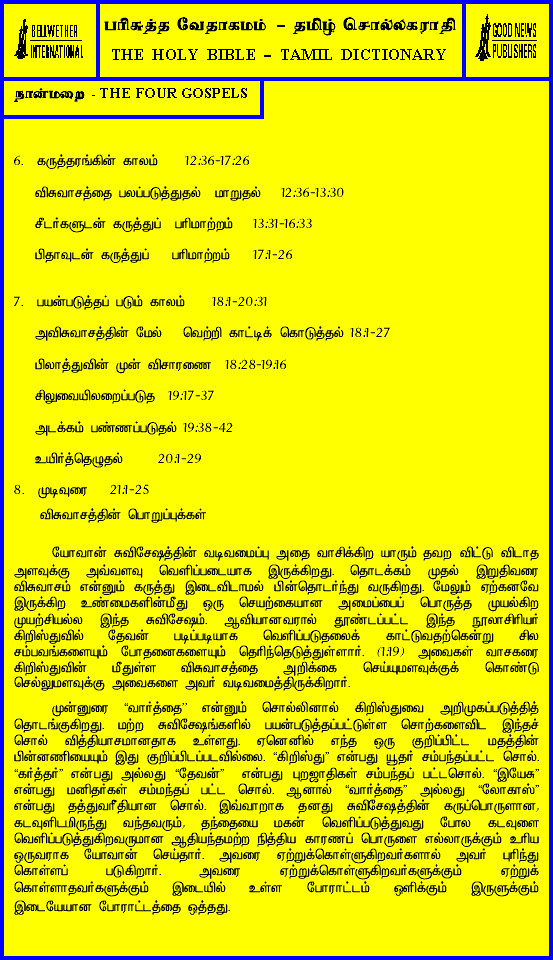 BELLWETHER
INTERNATIONAL
பரிசுத்த வேதாகமம் – தமிழ் சொல்லகராதி
THE HOLY BIBLE – TAMIL DICTIONARY
GOOD NEWS
PUBLISHERS
நான்மறை - THE FOUR GOSPELS
6. கருத்தரங்கின் காலம் 12:36-17:26
விசுவாசத்தை பலப்படுத்துதல் மாறுதல் 12:36-13:30
சீடர்களுடன் கருத்துப் பரிமாற்றம் 13:31-16:33
பிதாவுடன் கருத்துப் பரிமாற்றம் 17:1-26
7. பயன்படுத்தப் படும் காலம் 18:1-20:31
அவிசுவாசத்தின் மேல் வெற்றி காட்டிக் கொடுத்தல் 18:1-27
பிலாத்துவின் முன் விசாரணை 18:28-19:16
சிலுவையிலறைப்படுத 19:17-37
அடக்கம் பண்ணப்படுதல் 19:38-42
உயிர்த்தெழுதல் 20:1-29
8. முடிவுரை 21:1-25
விசுவாசத்தின் பொறுப்புக்கள்
யோவான் சுவிசேஷத்தின் வடிவமைப்பு அதை வாசிக்கிற யாரும் தவற விட்டு விடாத
அளவுக்கு அவ்வளவு வெளிப்படையாக இருக்கிறது. தொடக்கம் முதல் இறுதிவரை
விசுவாசம் என்னும் கருத்து இடைவிடாமல் பின்தொடர்ந்து வருகிறது. மேலும் ஏற்கனவே
இருக்கிற உண்மைகளின்மீது ஒரு செயற்கையான அமைப்பைப் பொருத்த முயல்கிற
முயற்சியல்ல இந்த சுவிசேஷம். ஆவியானவரால் தூண்டப்பட்ட இந்த நூலாசிரியர்
கிறிஸ்துவில் தேவன் படிப்படியாக வெளிப்படுதலைக் காட்டுவதற்கென்று சில
சம்பவங்களையும் போதனைகளையும் தெரிந்தெடுத்துள்ளார். (1:19) அவைகள் வாசகரை
கிறிஸ்துவின் மீதுள்ள விசுவாசத்தை அறிக்கை செய்யுமளவுக்குக் கொண்டு
செல்லுமளவுக்கு அவைகளை அவர் வடிவமைத்திருக்கிறார்.
முன்னுரை “வார்த்தை” என்னும் சொல்லினால் கிறிஸ்துவை அறிமுகப்படுத்தித்
தொடங்குகிறது. மற்ற சுவிசேஷங்களில் பயன்படுத்தப்பட்டுள்ள சொற்களைவிட இந்தச்
சொல் வித்தியாசமானதாக உள்ளது. ஏனெனில் எந்த ஒரு குறிப்பிட்ட மதத்தின்
பின்னணியையும் இது குறிப்பிடப்படவில்லை. “கிறிஸ்து” என்பது யூதர் சம்பந்தப்பட்ட சொல்.
“கர்த்தர்” என்பது அல்லது “தேவன்” என்பது புறஜாதிகள் சம்பந்தப் பட்டசொல். “இயேசு”
என்பது மனிதர்கள் சம்மந்தப் பட்ட சொல். ஆனால் “வார்த்தை” அல்லது “லோகாஸ்”
என்பது தத்துவரீதியான சொல். இவ்வாறாக தனது சுவிசேஷத்தின் கருப்பொருளான,
கடவுளிடமிருந்து வந்தவரும், தந்தையை மகன் வெளிப்படுத்துவது போல கடவுளை
வெளிப்படுத்துகிறவருமான ஆதியந்தமற்ற நித்திய காரணப் பொருளை எல்லாருக்கும் உரிய
ஒருவராக யோவான் செய்தார். அவரை ஏற்றுக்கொள்ளுகிறவர்களால் அவர் புரிந்து
கொள்ளப் படுகிறார். அவரை ஏற்றுக்கொள்ளுகிறவர்களுக்கும் ஏற்றுக்
கொள்ளாதவர்களுக்கும் இடையில் உள்ள போராட்டம் ஒளிக்கும் இருளுக்கும்
இடையேயான போராட்டத்தை ஒத்தது.